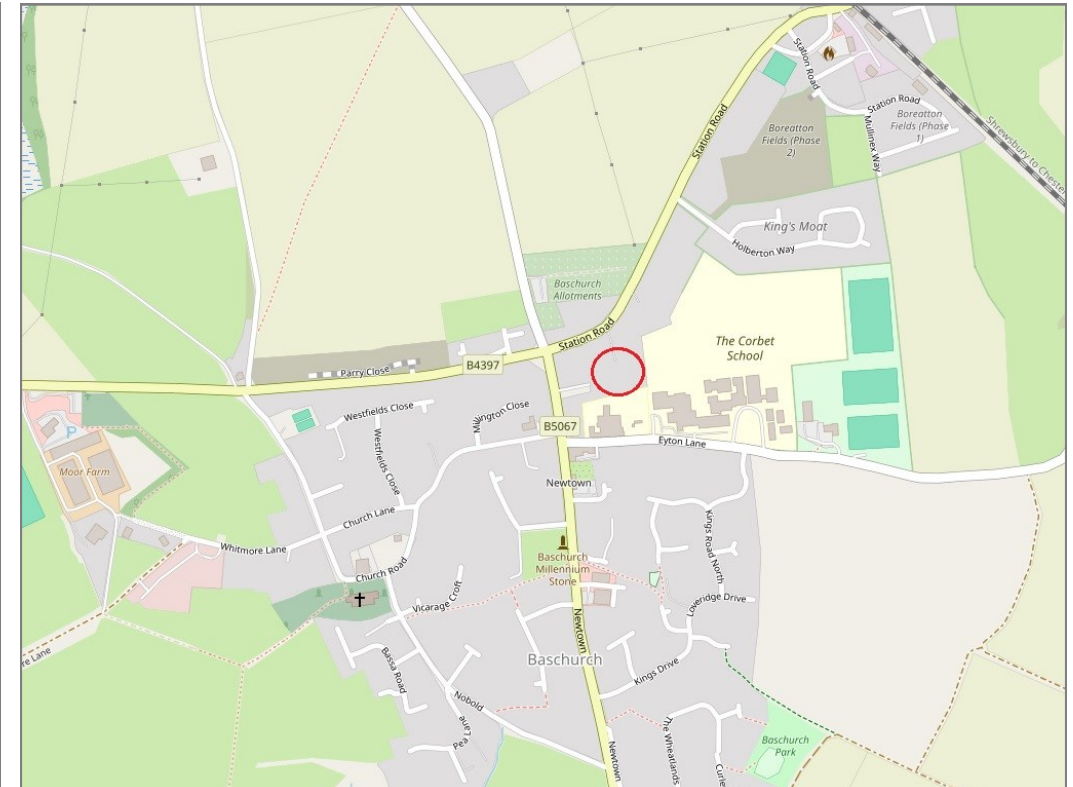 Station Road
Station Road
Boreatton
Fields (Phase
1)
Boreatton
Fields (Phase
2)
Mullinex Way
Shrewsbury to Chester
Station Road
King's Moat
Holberton Way
Baschurch
Allotments
Station Road
The Corbet
School
B4397
Parry Close
Westfields Close
Millington Close
B5067
Eyton Lane
Westfields Close
Moor Farm
P
Newtown
Church Lane
Whitmore Lane
Kings Road North
Baschurch
Millennium
Stone
Church Road
Vicarage Croft
Loveridge Drive
Newtown
re Lane
Baschurch
Bassa Road
Kings Drive
Nobold
Pea Lane
The Wheatlands
Newtown
Curie
Baschurch
Park